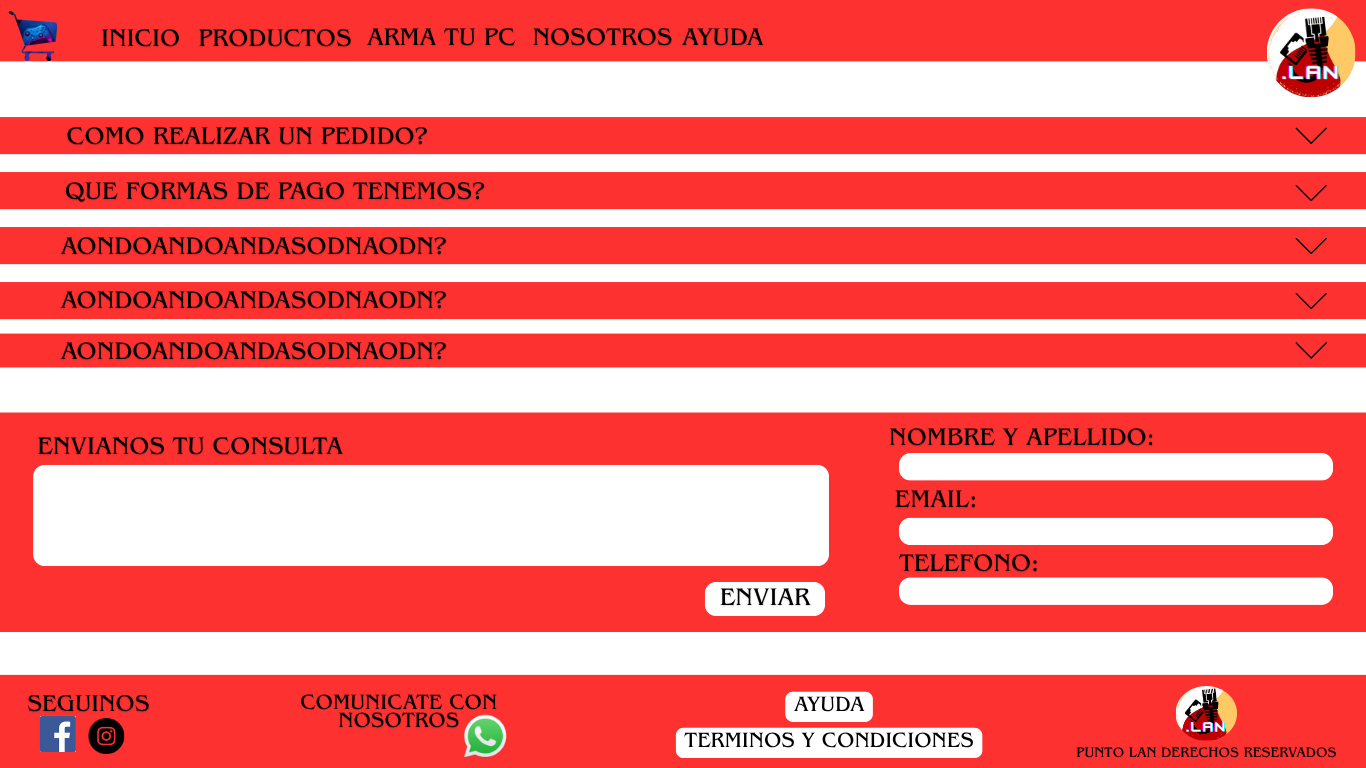 INICIO PRODUCTOS ARMA TU PC NOSOTROS AYUDA
.LAN
COMO REALIZAR UN PEDIDO?
QUE FORMAS DE PAGO TENEMOS?
AONDOANDOANDASODNAODN?
AONDOANDOANDASODNAODN?
AONDOANDOANDASODNAODN?
ENVIANOS TU CONSULTA
ENVIAR
NOMBRE Y APELLIDO:
EMAIL:
TELEFONO:
SEGUINOS
COMUNICATE CON
NOSOTROS
AYUDA
TERMINOS Y CONDICIONES
.LAN
PUNTO LAN DERECHOS RESERVADOS